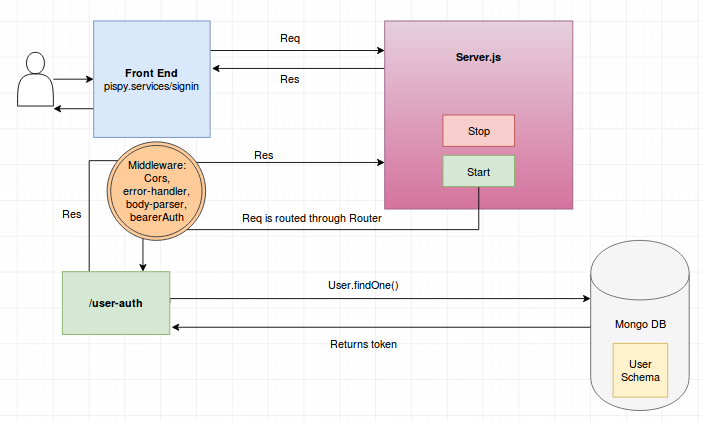 Front End
pispy.services/signin
Req
Res
Server.js
Stop
Start
Middleware:
Cors,
error-handler,
body-parser,
bearerAuth
Res
Res
Req is routed through Router
/user-auth
User.findOne()
Returns token
Mongo DB
User
Schema